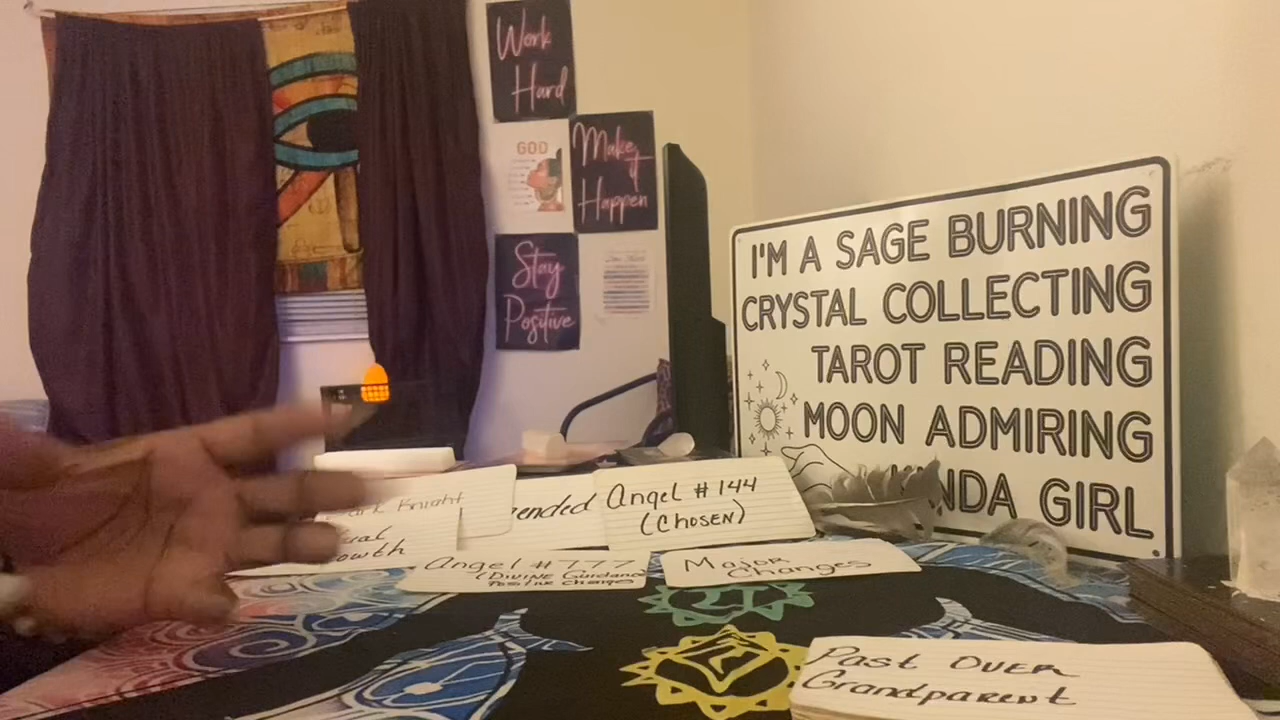 Work
Hard
GOD
Make
it
Happen
Stay
Positive
I'M A SAGE BURNING
CRYSTAL COLLECTING
TAROT READING
MOON ADMIRING
GIRL
Knight
ended
Angel # 144
(CHOSEN)
Angel # 777
(DIVINE Guidance
Positive changes
Major
Changes
Past OVER
Grandparent